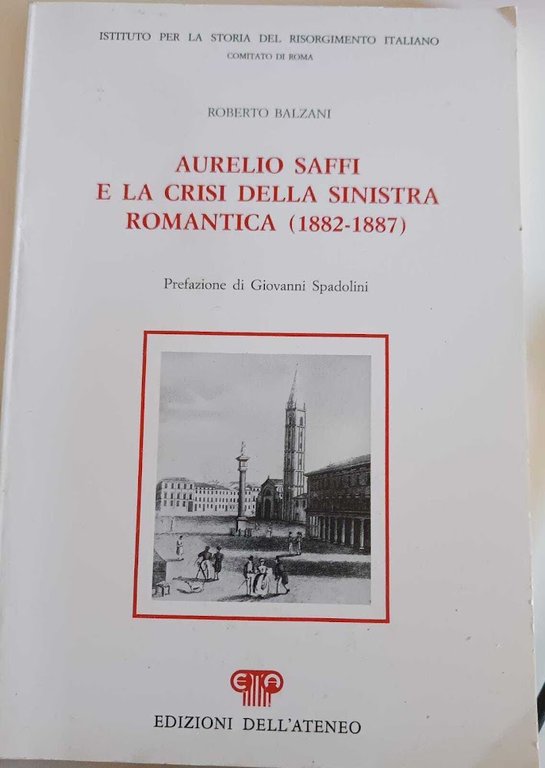 ISTITUTO PER LA STORIA DEL RISORGIMENTO ITALIANO
COMITATO DI ROMA
ROBERTO BALZANI
AURELIO SAFFI
E LA CRISI DELLA SINISTRA
ROMANTICA (1882-1887)
Prefazione di Giovanni Spadolini
E A
EDIZIONI DELL'ATENEO